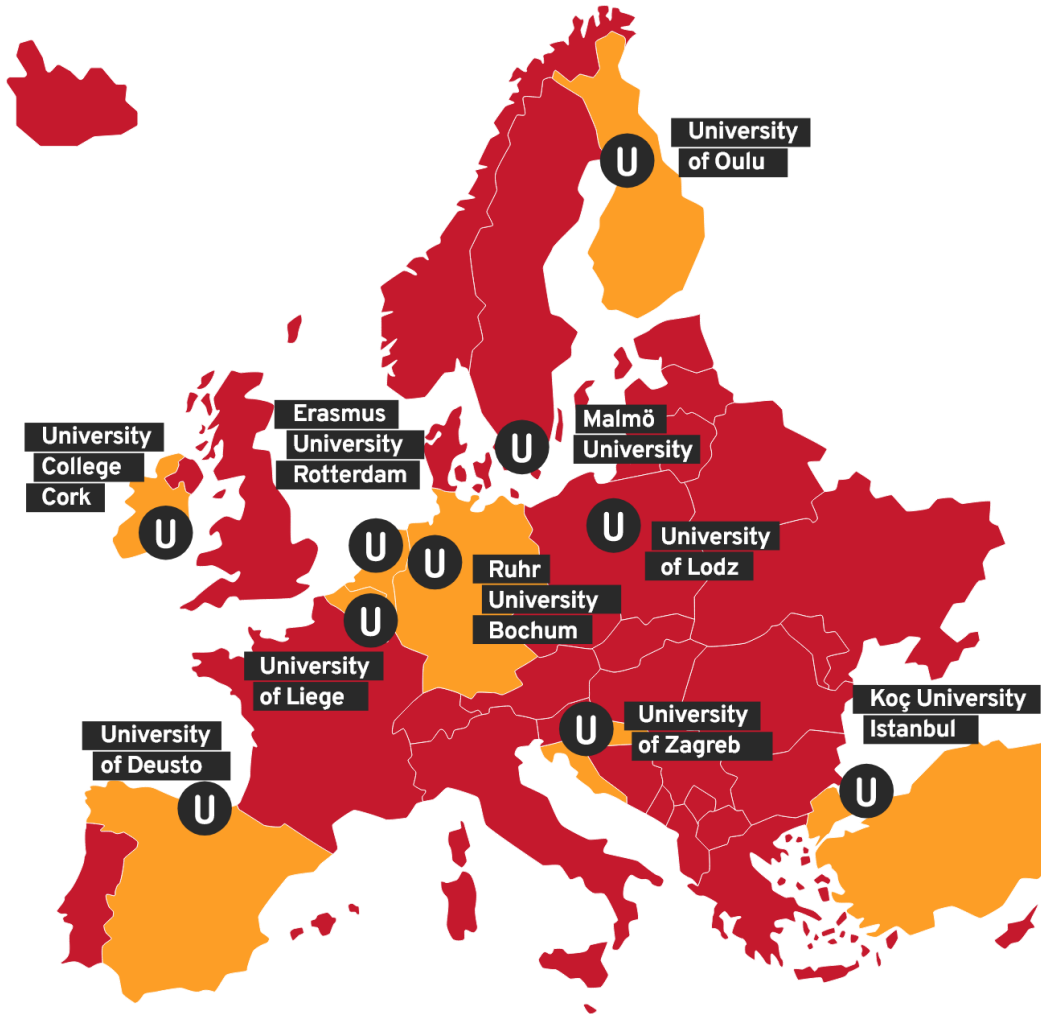 University
of Oulu
U
Erasmus
University
Rotterdam
Malmö
University
U
University
College
Cork
U
U
U
U
University
of Lodz
Ruhr
University
Bochum
U
University
of Liege
Koç University
Istanbul
University
of Zagreb
U
University
of Deusto
U
U